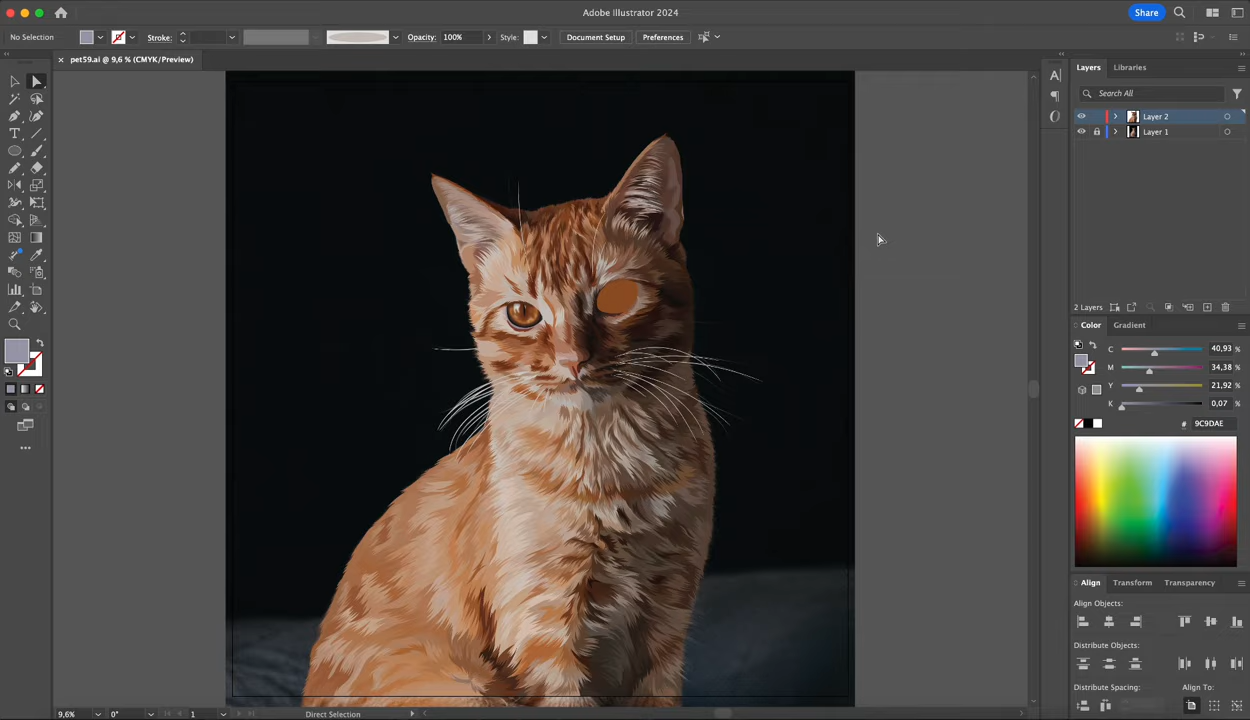 Adobe Illustrator 2024
Share
No Selection
Stroke:
Opacity: 100%
Style:
Document Setup
Preferences
× pet59.ai @ 9,6 % (CMYK/Preview)
Layers
Libraries
Search All
Layer 2
Layer 1
2 Layers
Color
Gradient
C 40,93 %
M 34,38 %
Y 21,92 %
K 0,07 %
# 9C9DAE
Align
Transform
Transparency
Align Objects:
Distribute Objects:
Distribute Spacing:
Align To:
9,6%
0°
1
Direct Selection